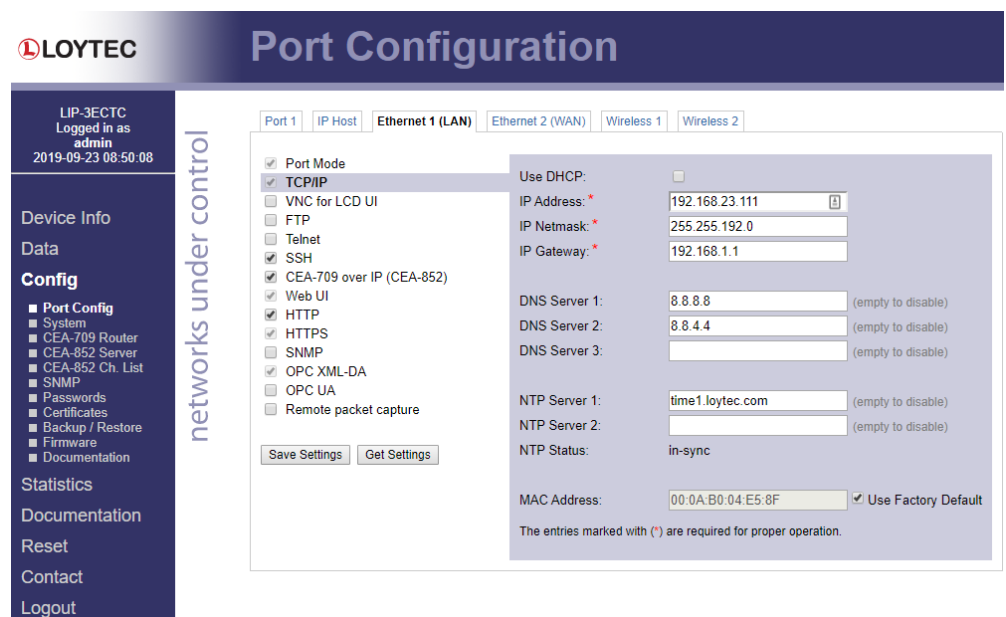 LOYTEC
Port Configuration
LIP-3ECTC
Logged in as
admin
2019-09-23 08:50:08
Device Info
Data
Config
Port Config
System
CEA-709 Router
CEA-852 Server
CEA-852 Ch. List
SNMP
Passwords
Certificates
Backup / Restore
Firmware
Documentation
Statistics
Documentation
Reset
Contact
Logout
networks under control
Port 1 IP Host Ethernet 1 (LAN) Ethernet 2 (WAN) Wireless 1 Wireless 2
Port Mode
TCP/IP
VNC for LCD UI
FTP
Telnet
SSH
CEA-709 over IP (CEA-852)
Web UI
HTTP
HTTPS
SNMP
OPC XML-DA
OPC UA
Remote packet capture
Save Settings Get Settings
Use DHCP:
IP Address: * 192.168.23.111
IP Netmask: * 255.255.192.0
IP Gateway: * 192.168.1.1
DNS Server 1: 8.8.8.8 (empty to disable)
DNS Server 2: 8.8.4.4 (empty to disable)
DNS Server 3: (empty to disable)
NTP Server 1: time1.loytec.com (empty to disable)
NTP Server 2: (empty to disable)
NTP Status: in-sync
MAC Address: 00:0A:B0:04:E5:8F Use Factory Default
The entries marked with (*) are required for proper operation.